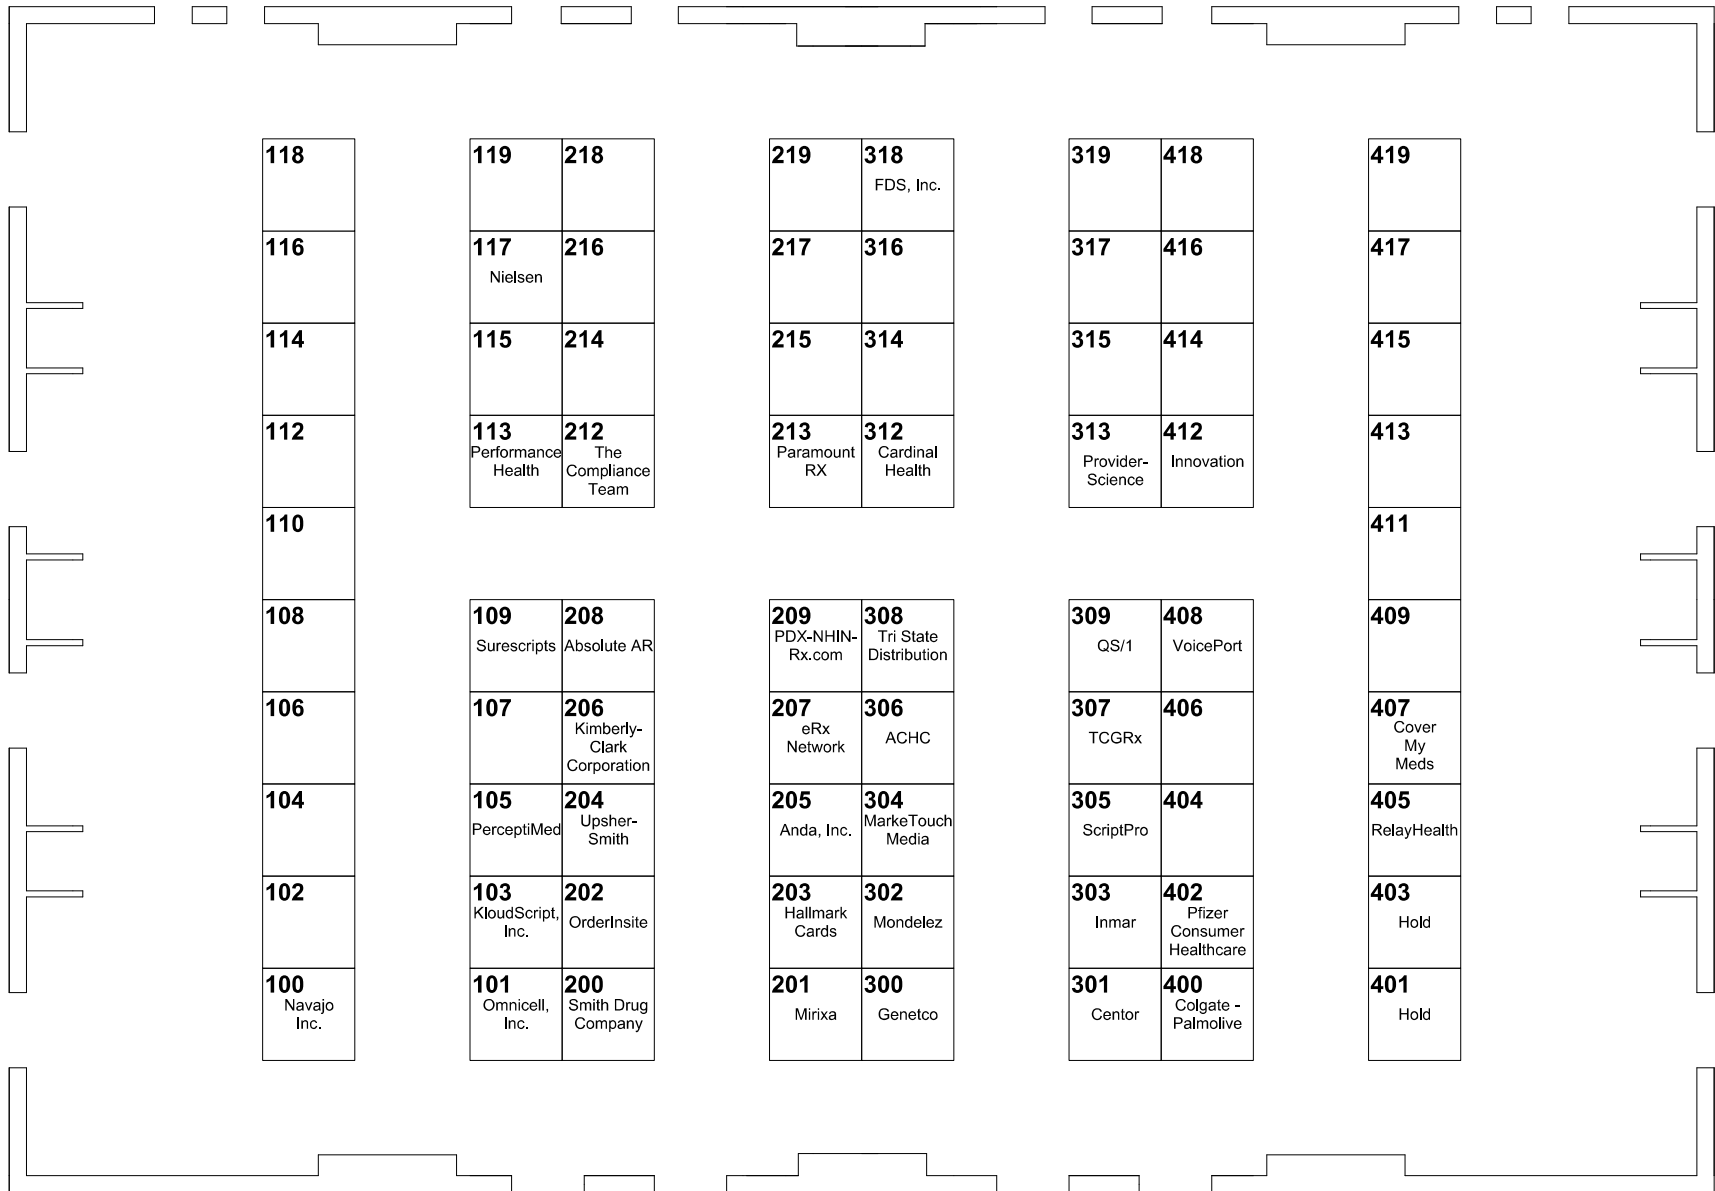 118
119
218
219
318
FDS, Inc.
319
418
419
116
117
Nielsen
216
217
316
317
416
417
114
115
214
215
314
315
414
415
112
113
Performance
Health
212
The
Compliance
Team
213
Paramount
RX
312
Cardinal
Health
313
Provider-
Science
412
Innovation
413
110
411
108
109
Surescripts
208
Absolute AR
209
PDX-NHIN-
Rx.com
308
Tri State
Distribution
309
QS/1
408
VoicePort
409
106
107
206
Kimberly-
Clark
Corporation
207
eRx
Network
306
ACHC
307
TCGRx
406
407
Cover
My
Meds
104
105
PerceptiMed
204
Upsher-
Smith
205
Anda, Inc.
304
MarkeTouch
Media
305
ScriptPro
404
405
RelayHealth
102
103
KloudScript,
Inc.
202
OrderInsite
203
Hallmark
Cards
302
Mondelez
303
Inmar
402
Pfizer
Consumer
Healthcare
403
Hold
100
Navajo
Inc.
101
Omnicell,
Inc.
200
Smith Drug
Company
201
Mirixa
300
Genetco
301
Centor
400
Colgate -
Palmolive
401
Hold